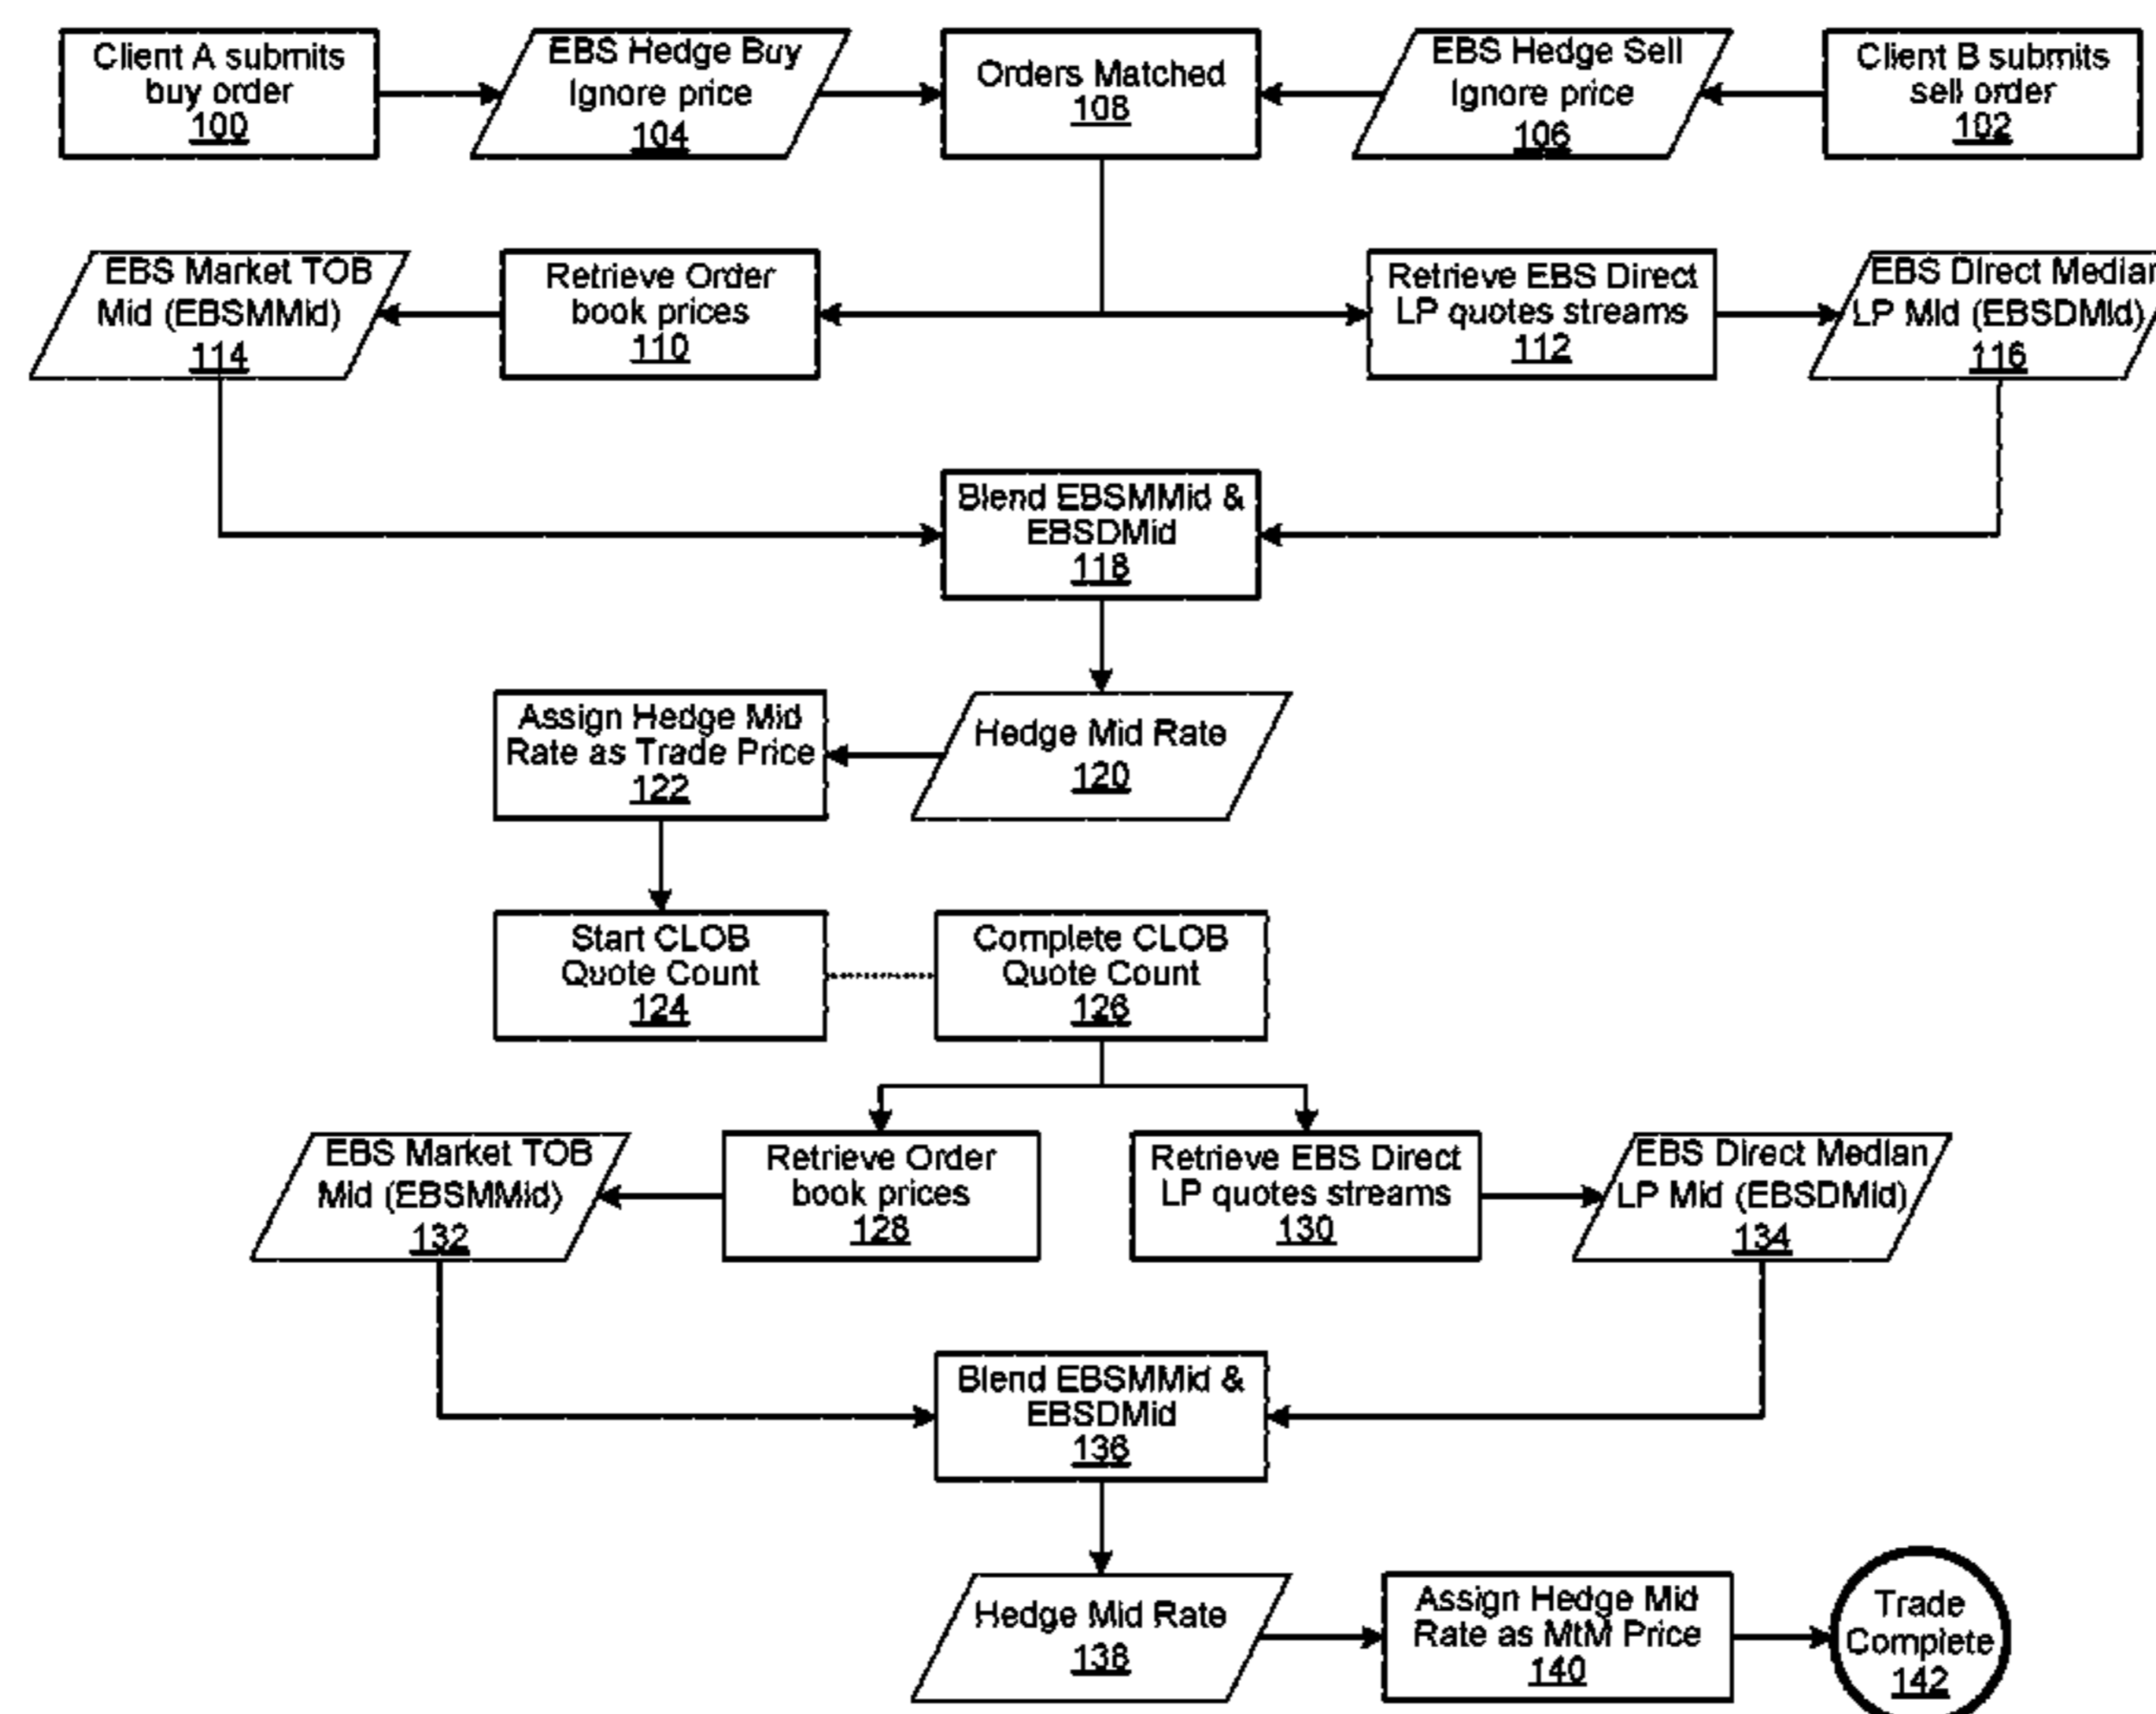 Client A submits
buy order
100
EBS Hedge Buy
Ignore price
104
Orders Matched
108
EBS Hedge Sell
Ignore price
106
Client B submits
sell order
102
EBS Market TOB
Mid (EBSMMid)
114
Retrieve Order
book prices
110
Retrieve EBS Direct
LP quotes streams
112
EBS Direct Median
LP Mid (EBSDMid)
116
Blend EBSMMid &
EBSDMid
118
Assign Hedge Mid
Rate as Trade Price
122
Hedge Mid Rate
120
Start CLOB
Quote Count
124
Complete CLOB
Quote Count
126
EBS Market TOB
Mid (EBSMMid)
132
Retrieve Order
book prices
128
Retrieve EBS Direct
LP quotes streams
130
EBS Direct Median
LP Mid (EBSDMid)
134
Blend EBSMMid &
EBSDMid
136
Hedge Mid Rate
138
Assign Hedge Mid
Rate as MtM Price
140
Trade
Complete
142